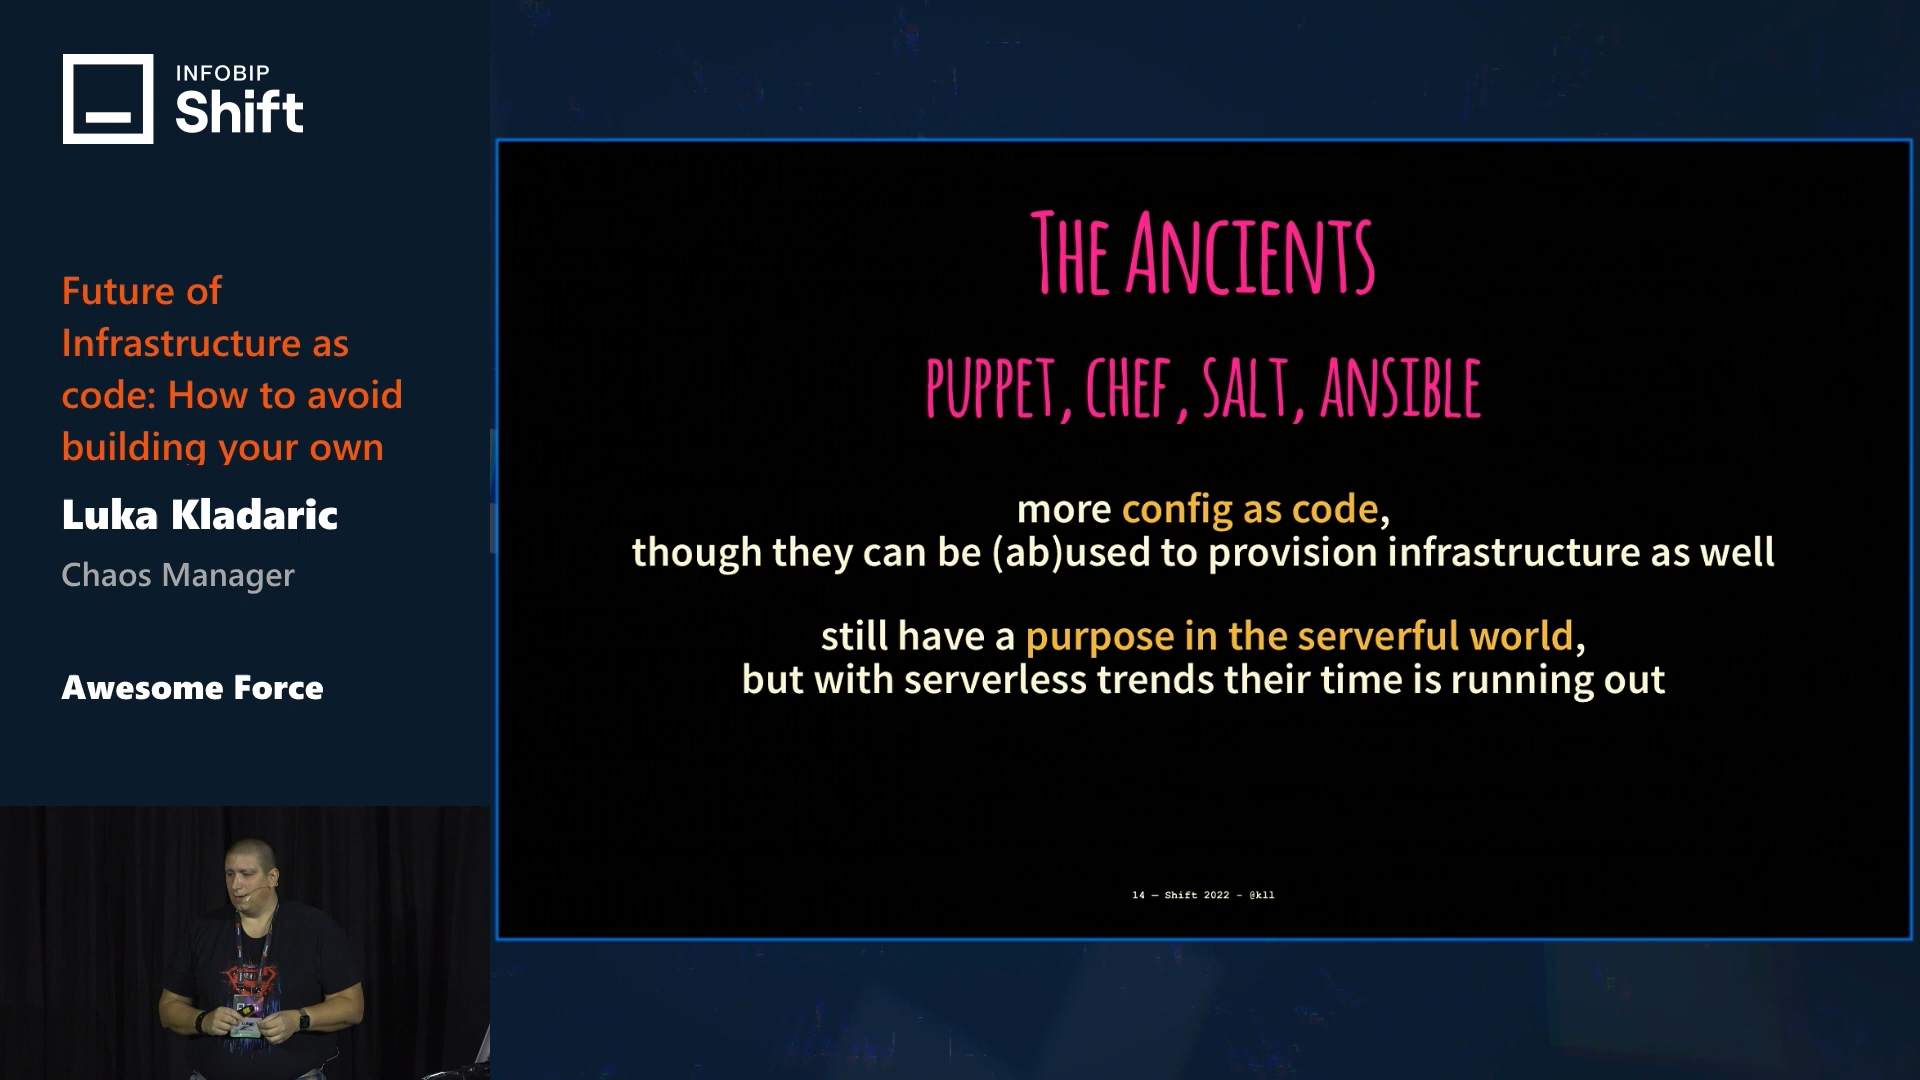 INFOBIP
Shift
Future of
Infrastructure as
code: How to avoid
building your own
Luka Kladaric
Chaos Manager
Awesome Force
The Ancients
puppet, chef, salt, ansible
more config as code,
though they can be (ab)used to provision infrastructure as well
still have a purpose in the serverful world,
but with serverless trends their time is running out
14 — Shift 2022 - @kll